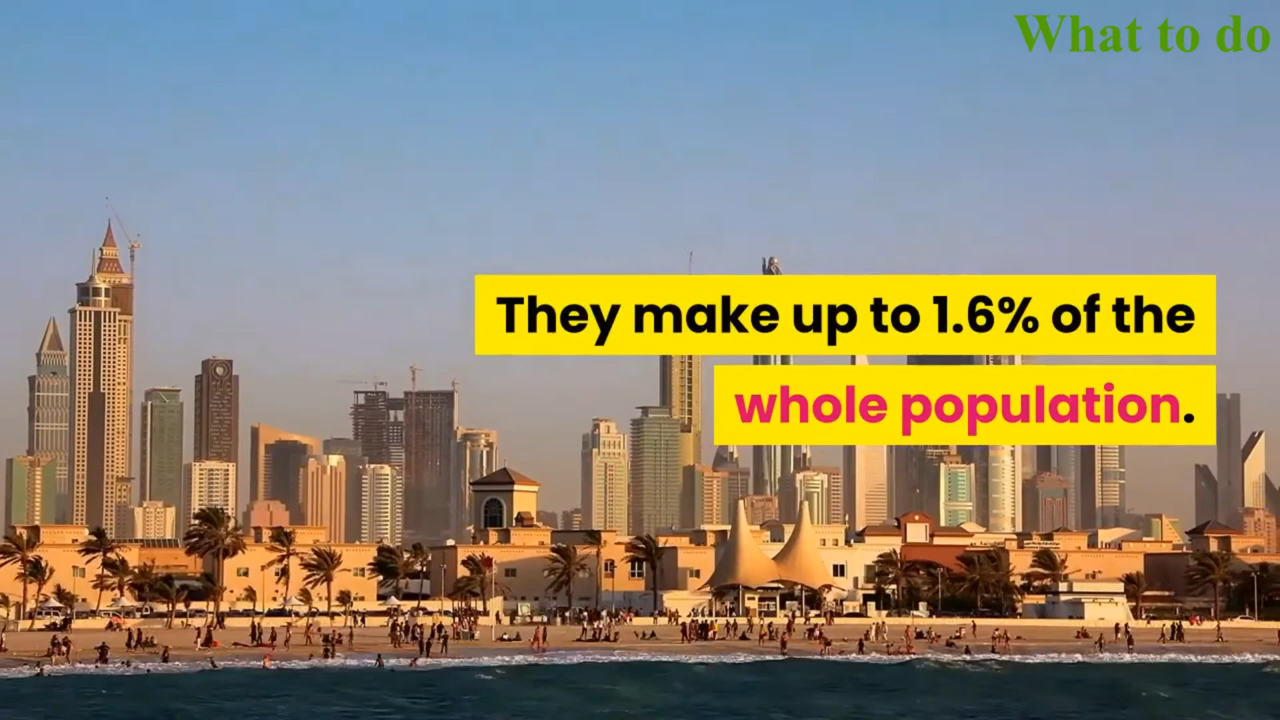 What to do
They make up to 1.6% of the
whole population.